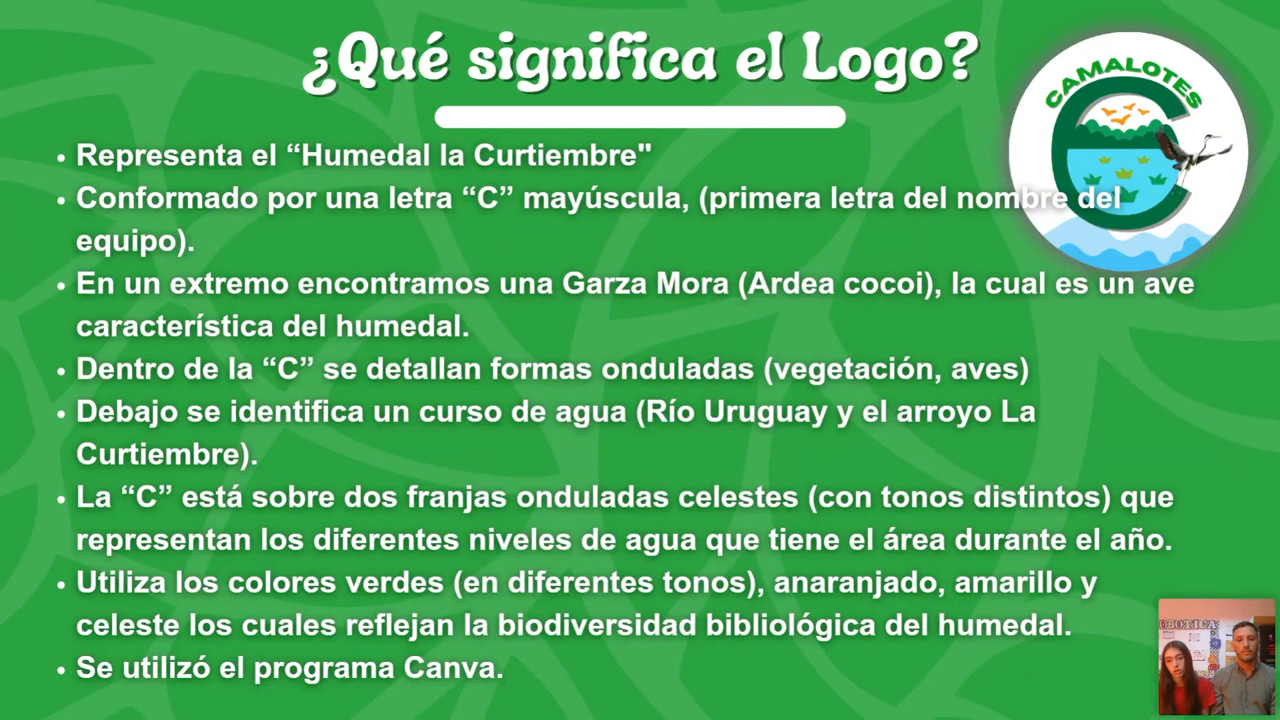 ¿Qué significa el Logo?
CAMALOTES
• Representa el “Humedal la Curtiembre"
• Conformado por una letra “C” mayúscula, (primera letra del nombre del
equipo).
• En un extremo encontramos una Garza Mora (Ardea cocoi), la cual es un ave
característica del humedal.
• Dentro de la “C” se detallan formas onduladas (vegetación, aves)
• Debajo se identifica un curso de agua (Río Uruguay y el arroyo La
Curtiembre).
• La “C” está sobre dos franjas onduladas celestes (con tonos distintos) que
representan los diferentes niveles de agua que tiene el área durante el año.
• Utiliza los colores verdes (en diferentes tonos), anaranjado, amarillo y
celeste los cuales reflejan la biodiversidad bibliológica del humedal.
• Se utilizó el programa Canva.
OBOTICA